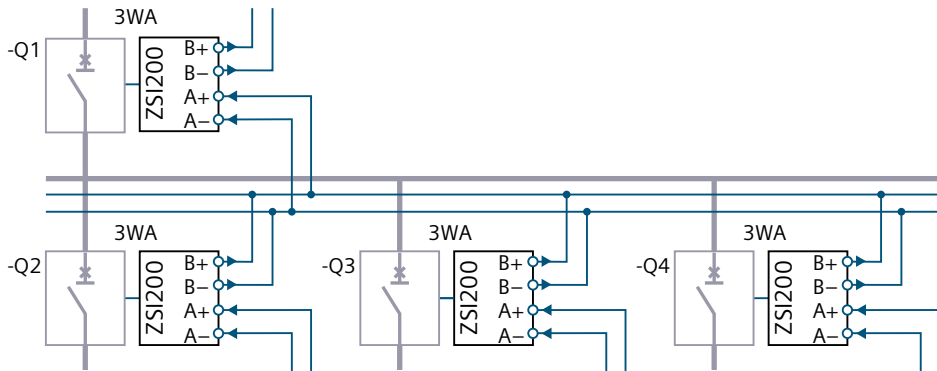 3WA
-Q1
ZSI200
B+
B−
A+
A−
3WA
-Q2
ZSI200
B+
B−
A+
A−
3WA
-Q3
ZSI200
B+
B−
A+
A−
3WA
-Q4
ZSI200
B+
B−
A+
A−